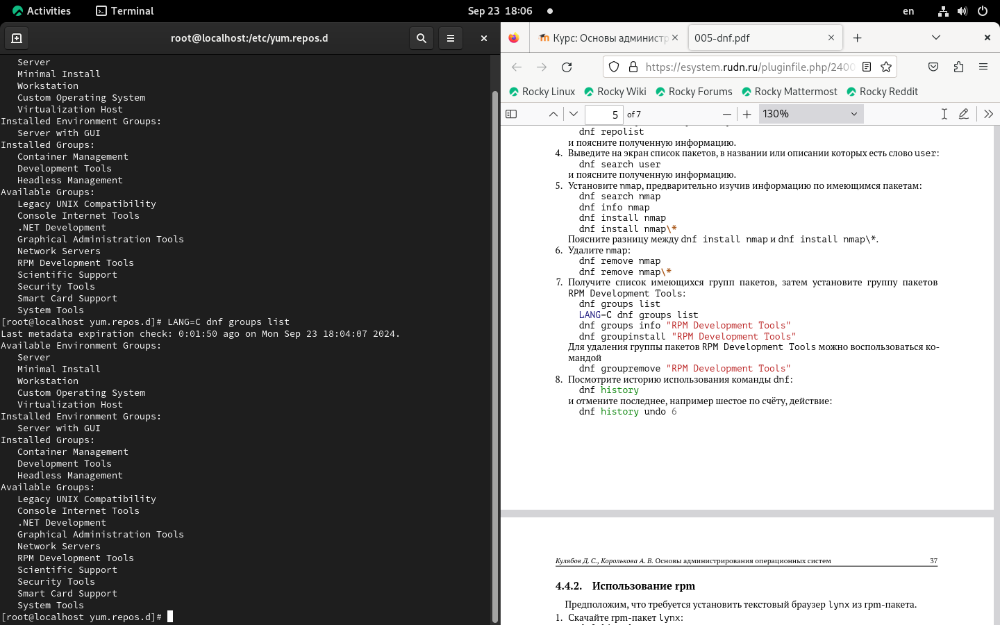 Activities
Terminal
Sep 23 18:06
en
root@localhost:/etc/yum.repos.d
Server
Minimal Install
Workstation
Custom Operating System
Virtualization Host
Installed Environment Groups:
Server with GUI
Installed Groups:
Container Management
Development Tools
Headless Management
Available Groups:
Legacy UNIX Compatibility
Console Internet Tools
.NET Development
Graphical Administration Tools
Network Servers
RPM Development Tools
Scientific Support
Security Tools
Smart Card Support
System Tools
[root@localhost yum.repos.d]# LANG=C dnf groups list
Last metadata expiration check: 0:01:50 ago on Mon Sep 23 18:04:07 2024.
Available Environment Groups:
Server
Minimal Install
Workstation
Custom Operating System
Virtualization Host
Installed Environment Groups:
Server with GUI
Installed Groups:
Container Management
Development Tools
Headless Management
Available Groups:
Legacy UNIX Compatibility
Console Internet Tools
.NET Development
Graphical Administration Tools
Network Servers
RPM Development Tools
Scientific Support
Security Tools
Smart Card Support
System Tools
[root@localhost yum.repos.d]#
Курс: Основы администр
005-dnf.pdf
https://esystem.rudn.ru/pluginfile.php/2400
Rocky Linux Rocky Wiki Rocky Forums Rocky Mattermost Rocky Reddit
5 of 7
130%
dnf repolist
и поясните полученную информацию.
4. Выведите на экран список пакетов, в названии или описании которых есть слово user:
dnf search user
и поясните полученную информацию.
5. Установите nmap, предварительно изучив информацию по имеющимся пакетам:
dnf search nmap
dnf info nmap
dnf install nmap
dnf install nmap\*
Поясните разницу между dnf install nmap и dnf install nmap\*.
6. Удалите nmap:
dnf remove nmap
dnf remove nmap\*
7. Получите список имеющихся групп пакетов, затем установите группу пакетов
RPM Development Tools:
dnf groups list
LANG=C dnf groups list
dnf groups info "RPM Development Tools"
dnf groupinstall "RPM Development Tools"
Для удаления группы пакетов RPM Development Tools можно воспользоваться ко-
мандой
dnf groupremove "RPM Development Tools"
8. Посмотрите историю использования команды dnf:
dnf history
и отмените последнее, например шестое по счёту, действие:
dnf history undo 6
Кулябов Д. С., Королькова А. В. Основы администрирования операционных систем 37
4.4.2. Использование rpm
Предположим, что требуется установить текстовый браузер lynx из rpm-пакета.
1. Скачайте rpm-пакет lynx: